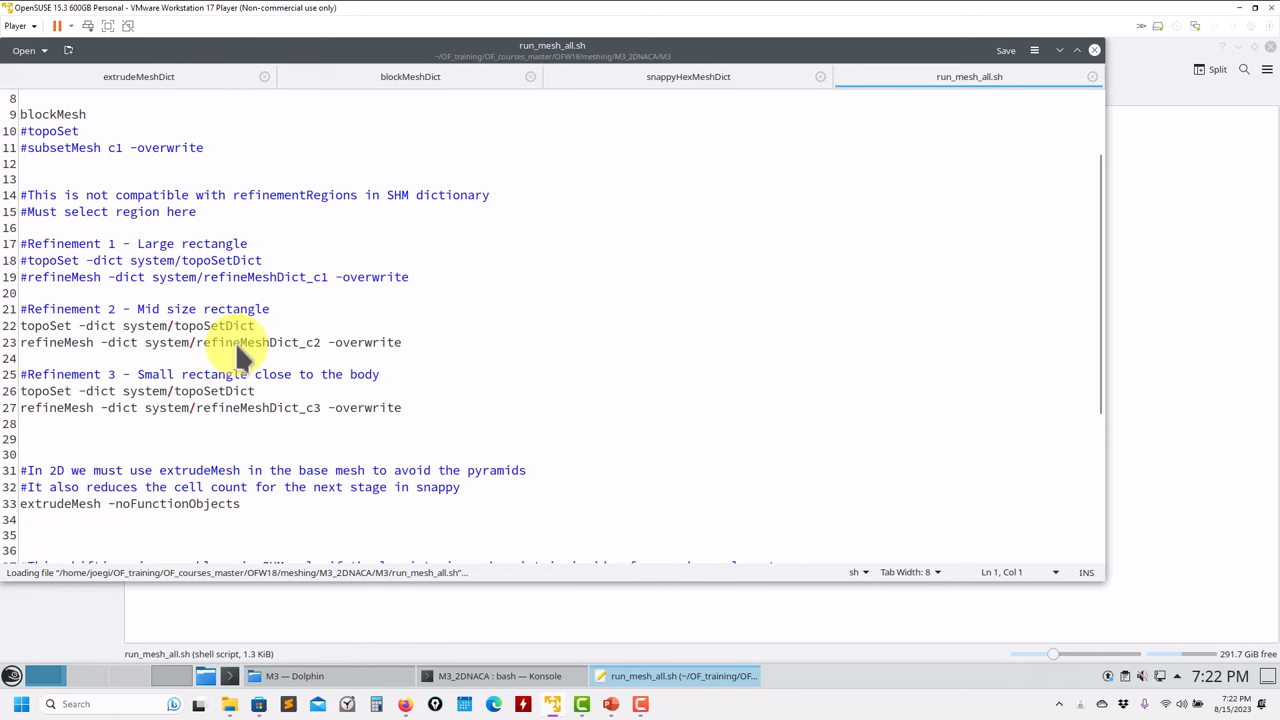 OpenSUSE 15.3 600GB Personal - VMware Workstation 17 Player (Non-commercial use only)
Player
Open
run_mesh_all.sh
~/OF_training/OF_courses_master/OFW18/meshing/M3_2DNACA/M3
Save
Split
extrudeMeshDict
blockMeshDict
snappyHexMeshDict
run_mesh_all.sh
8
9 blockMesh
10 #topoSet
11 #subsetMesh c1 -overwrite
12
13
14 #This is not compatible with refinementRegions in SHM dictionary
15 #Must select region here
16
17 #Refinement 1 - Large rectangle
18 #topoSet -dict system/topoSetDict
19 #refineMesh -dict system/refineMeshDict_c1 -overwrite
20
21 #Refinement 2 - Mid size rectangle
22 topoSet -dict system/topoSetDict
23 refineMesh -dict system/refineMeshDict_c2 -overwrite
24
25 #Refinement 3 - Small rectangle close to the body
26 topoSet -dict system/topoSetDict
27 refineMesh -dict system/refineMeshDict_c3 -overwrite
28
29
30
31 #In 2D we must use extrudeMesh in the base mesh to avoid the pyramids
32 #It also reduces the cell count for the next stage in snappy
33 extrudeMesh -noFunctionObjects
34
35
36
Loading file "/home/joegi/OF_training/OF_courses_master/OFW18/meshing/M3_2DNACA/M3/run_mesh_all.sh"...
sh
Tab Width: 8
Ln 1, Col 1
INS
run_mesh_all.sh (shell script, 1.3 KiB)
291.7 GiB free
M3 — Dolphin
M3_2DNACA : bash — Konsole
run_mesh_all.sh (~/OF_training/OF...
7:22 PM
Search
7:22 PM
8/15/2023